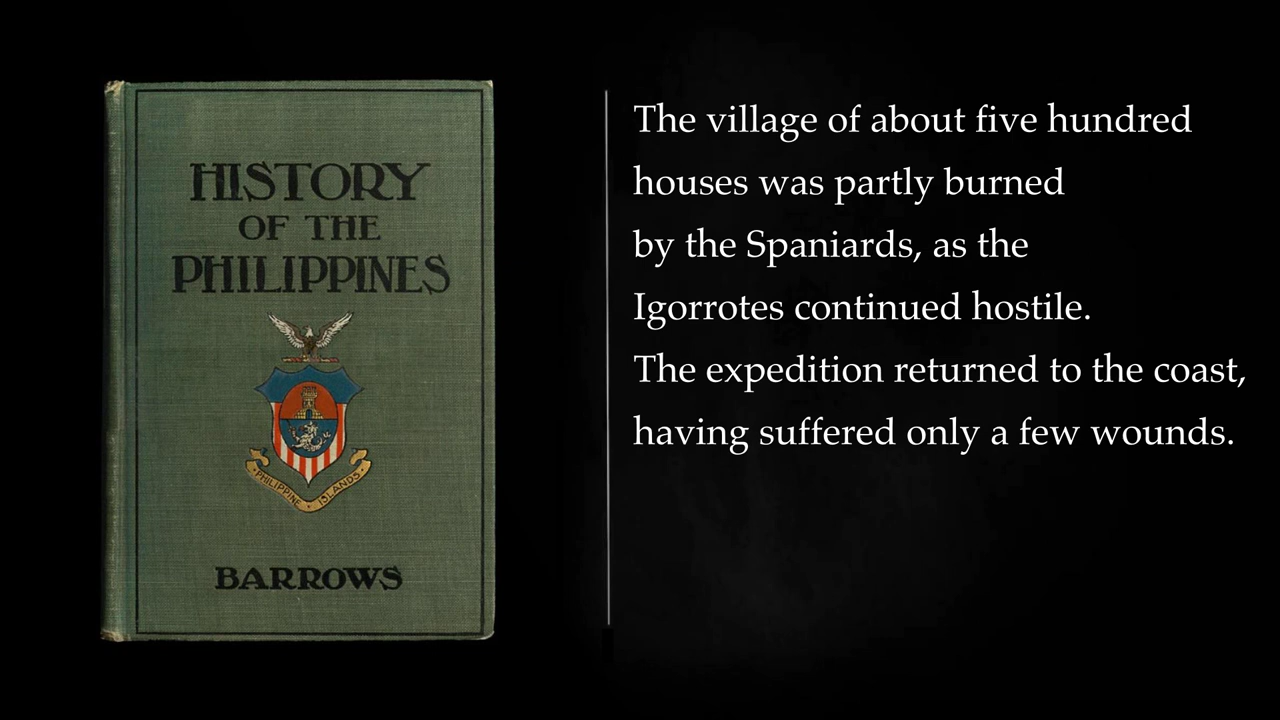 HISTORY
OF THE
PHILIPPINES
PHILIPPINE ISLANDS
BARROWS
The village of about five hundred
houses was partly burned
by the Spaniards, as the
Igorrotes continued hostile.
The expedition returned to the coast,
having suffered only a few wounds.